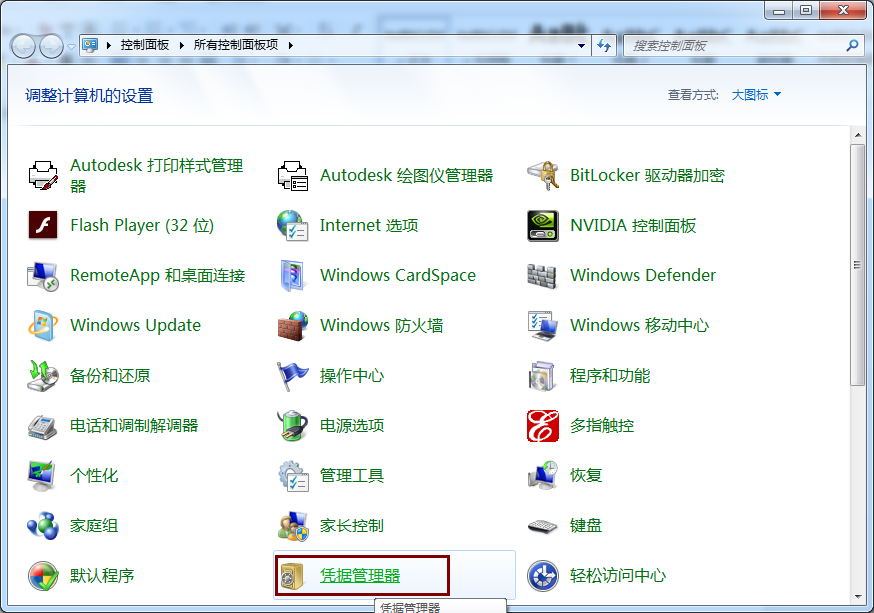 控制面板 ▸ 所有控制面板项 ▸
搜索控制面板
调整计算机的设置
查看方式: 大图标
Autodesk 打印样式管理
器
Autodesk 绘图仪管理器
BitLocker 驱动器加密
Flash Player (32 位)
Internet 选项
NVIDIA 控制面板
RemoteApp 和桌面连接
Windows CardSpace
Windows Defender
Windows Update
Windows 防火墙
Windows 移动中心
备份和还原
操作中心
程序和功能
电话和调制解调器
电源选项
多指触控
个性化
管理工具
恢复
家庭组
家长控制
键盘
默认程序
凭据管理器
轻松访问中心
凭据管理器